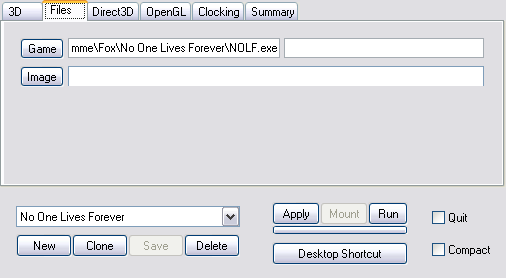 3D Files Direct3D OpenGL Clocking Summary
Game mme\Fox\No One Lives Forever\NOLF.exe
Image
No One Lives Forever Apply Mount Run Quit
New Clone Save Delete Desktop Shortcut Compact